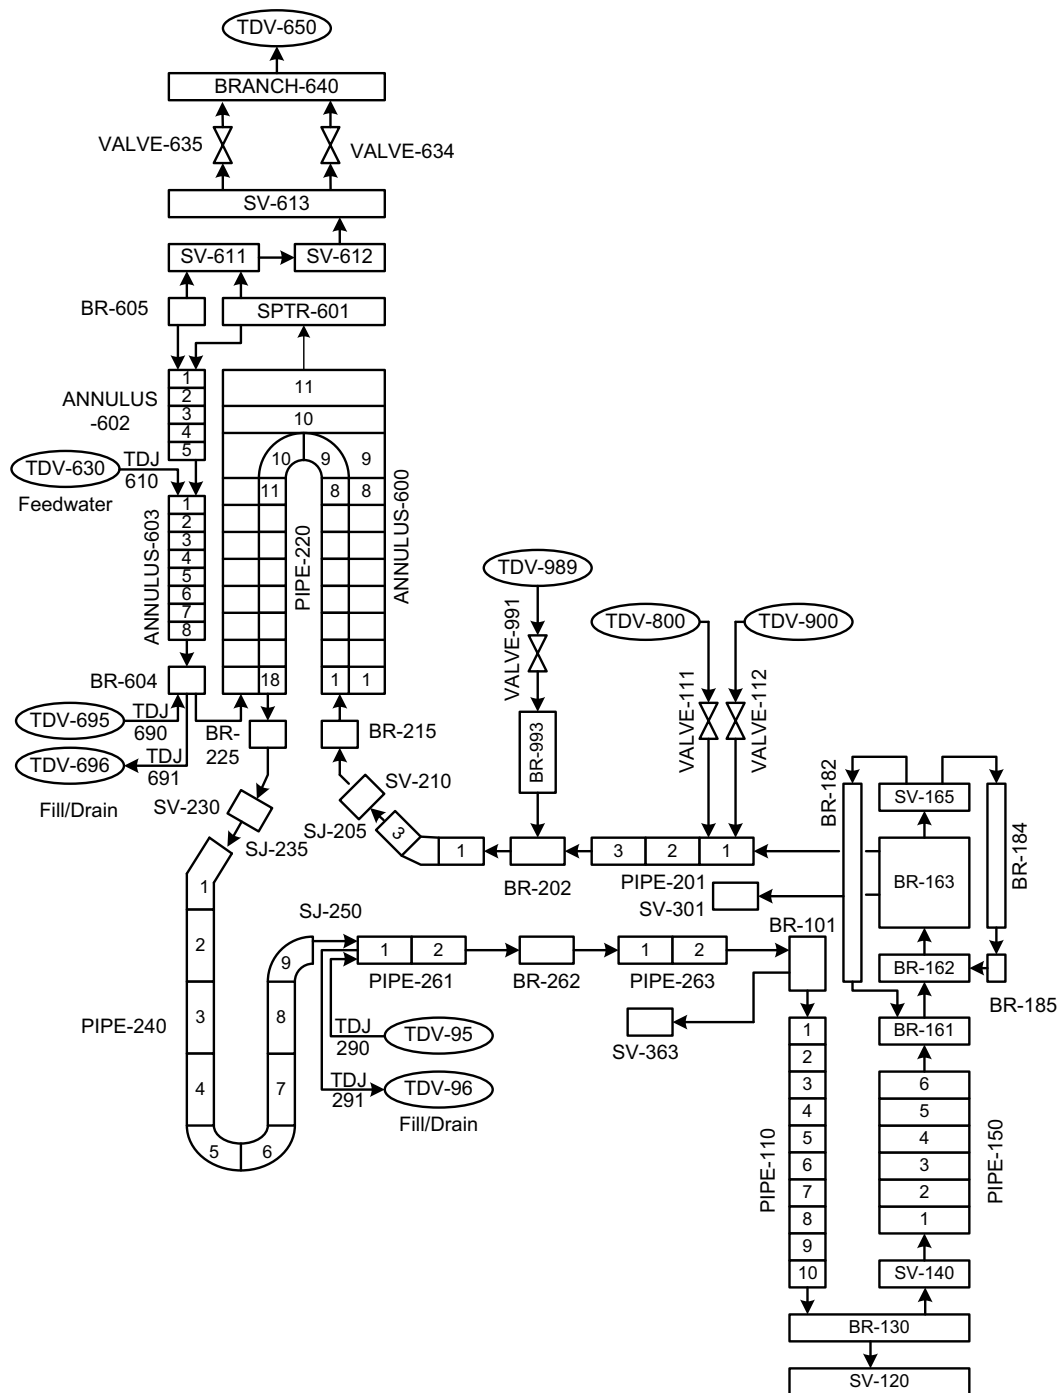 TDV-650
BRANCH-640
VALVE-635
VALVE-634
SV-613
SV-611
SV-612
BR-605
SPTR-601
ANNULUS
-602
1
2
3
4
5
11
10
10
9
9
11
8
8
TDV-630
TDJ
610
Feedwater
ANNULUS-603
1
2
3
4
5
6
7
8
PIPE-220
ANNULUS-600
BR-604
18
1
1
TDV-695
TDJ
690
TDV-696
TDJ
691
Fill/Drain
BR-
225
BR-215
SV-230
SJ-235
SV-210
SJ-205
3
1
TDV-989
VALVE-991
BR-993
BR-202
TDV-800
TDV-900
VALVE-111
VALVE-112
3
2
1
PIPE-201
SV-301
BR-182
SV-165
BR-184
BR-163
BR-162
BR-185
BR-161
1
2
3
4
5
6
7
8
9
PIPE-240
SJ-250
1
2
PIPE-261
BR-262
1
2
PIPE-263
BR-101
TDJ
290
TDV-95
TDJ
291
TDV-96
Fill/Drain
SV-363
PIPE-110
1
2
3
4
5
6
7
8
9
10
6
5
4
3
2
1
PIPE-150
SV-140
BR-130
SV-120